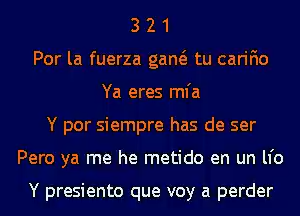 3 2 1
Por la fuerza gané tu cariño
Ya eres mía
Y por siempre has de ser
Pero ya me he metido en un lío
Y presiento que voy a perder